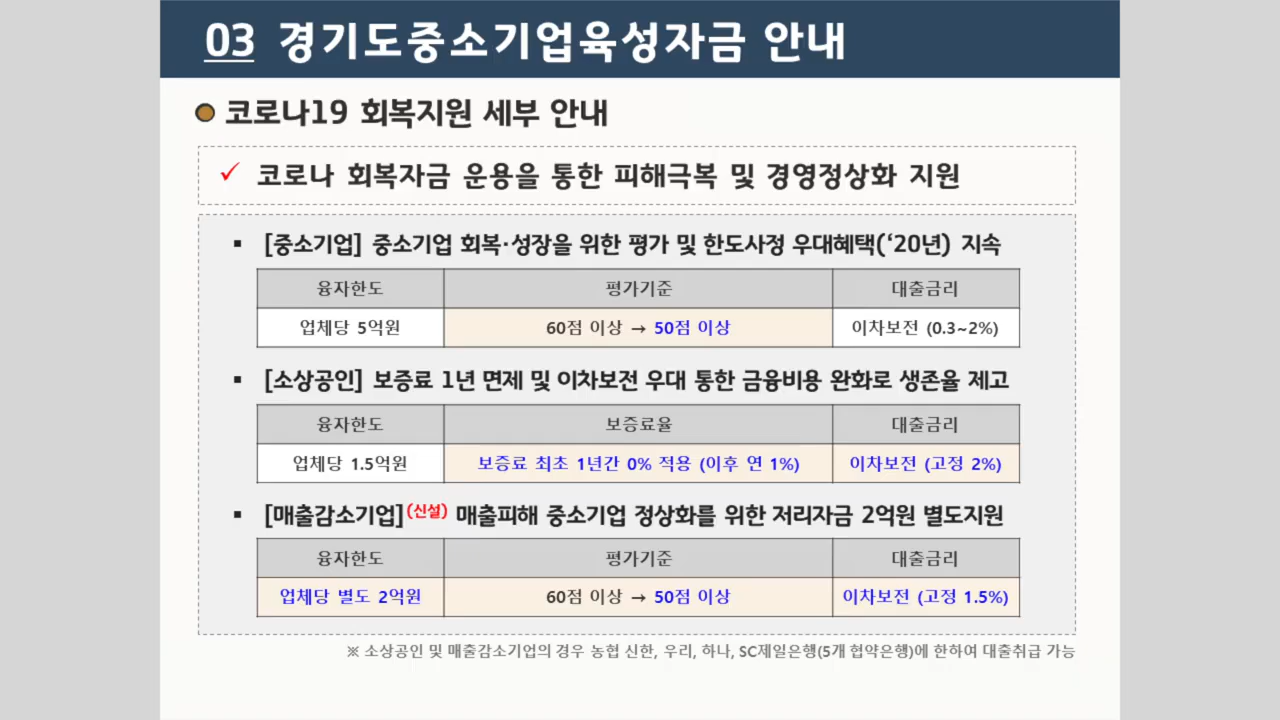 03 경기도중소기업육성자금 안내
코로나19 회복지원 세부 안내
✓ 코로나 회복자금 운용을 통한 피해극복 및 경영정상화 지원
▪ [중소기업] 중소기업 회복·성장을 위한 평가 및 한도사정 우대혜택(‘20년) 지속
융자한도 평가기준 대출금리
업체당 5억원 60점 이상 → 50점 이상 이차보전 (0.3~2%)
▪ [소상공인] 보증료 1년 면제 및 이차보전 우대 통한 금융비용 완화로 생존율 제고
융자한도 보증료율 대출금리
업체당 1.5억원 보증료 최초 1년간 0% 적용 (이후 연 1%) 이차보전 (고정 2%)
▪ [매출감소기업](신설) 매출피해 중소기업 정상화를 위한 저리자금 2억원 별도지원
융자한도 평가기준 대출금리
업체당 별도 2억원 60점 이상 → 50점 이상 이차보전 (고정 1.5%)
※ 소상공인 및 매출감소기업의 경우 농협 신한, 우리, 하나, SC제일은행(5개 협약은행)에 한하여 대출취급 가능